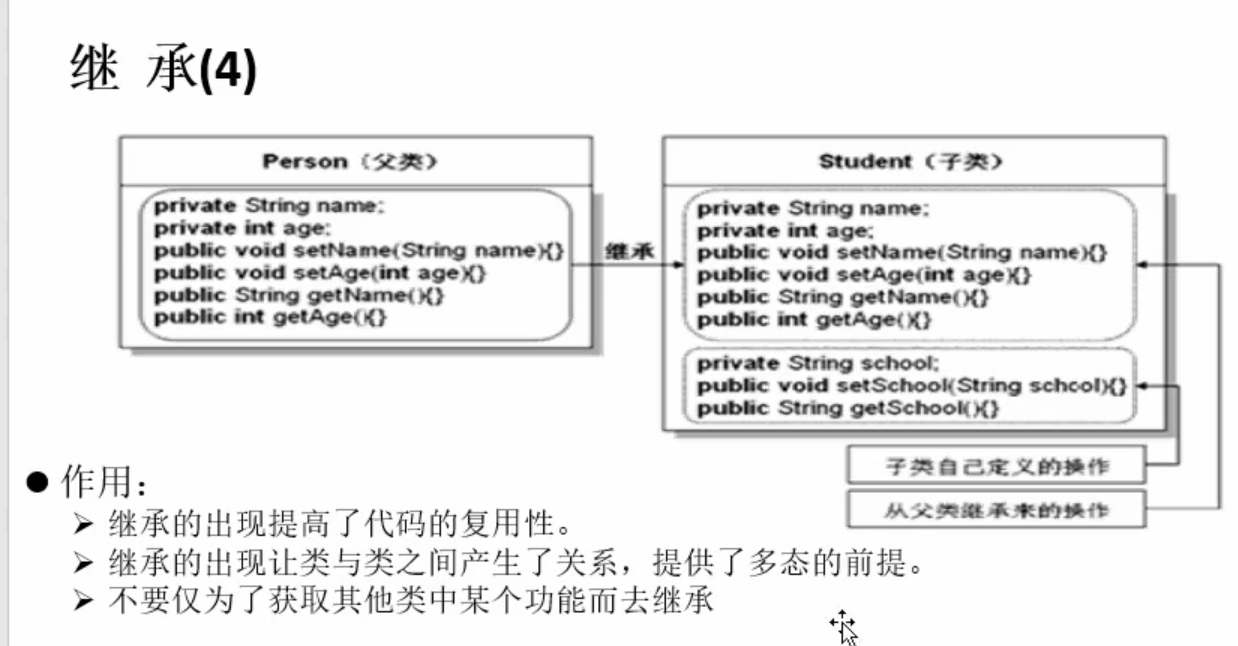 继 承(4)
Person（父类）
private String name;
private int age;
public void setName(String name){}
public void setAge(int age){}
public String getName(){}
public int getAge(){}
继承
Student（子类）
private String name;
private int age;
public void setName(String name){}
public void setAge(int age){}
public String getName(){}
public int getAge(){}
private String school;
public void setSchool(String school){}
public String getSchool(){}
子类自己定义的操作
从父类继承来的操作
● 作用：
➢ 继承的出现提高了代码的复用性。
➢ 继承的出现让类与类之间产生了关系，提供了多态的前提。
➢ 不要仅为了获取其他类中某个功能而去继承